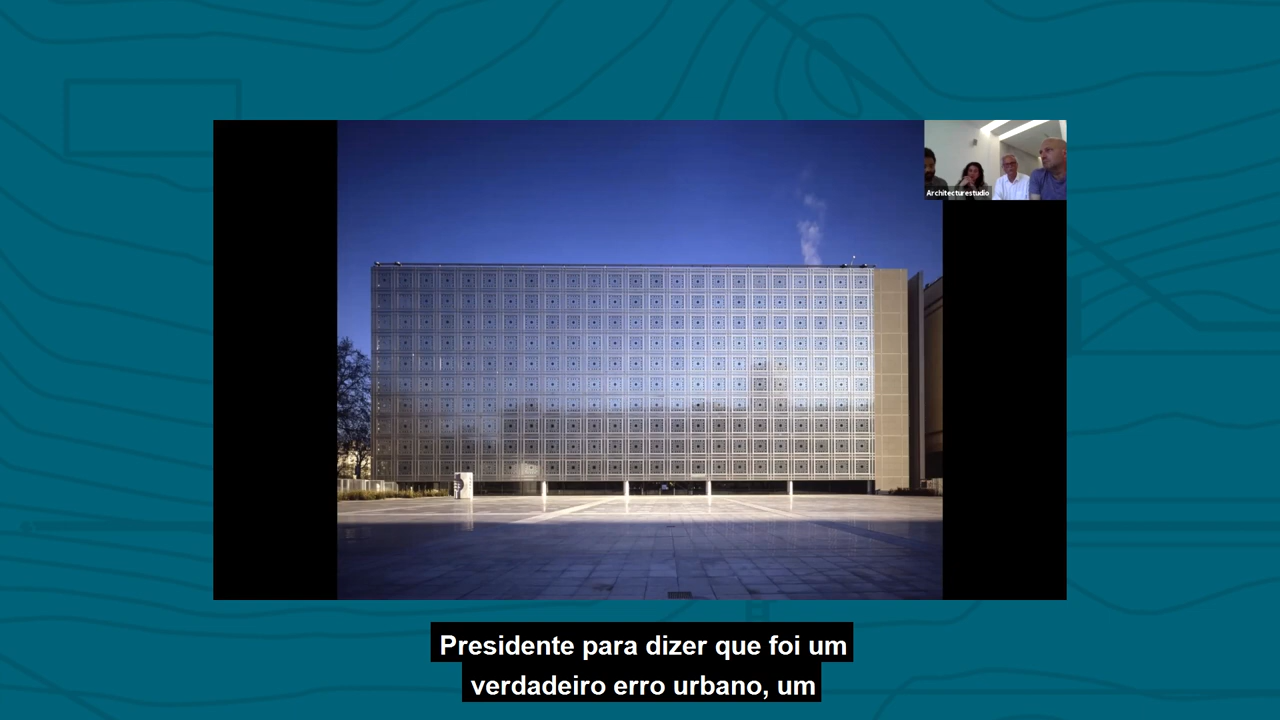 Architecturestudio
Presidente para dizer que foi um
verdadeiro erro urbano, um